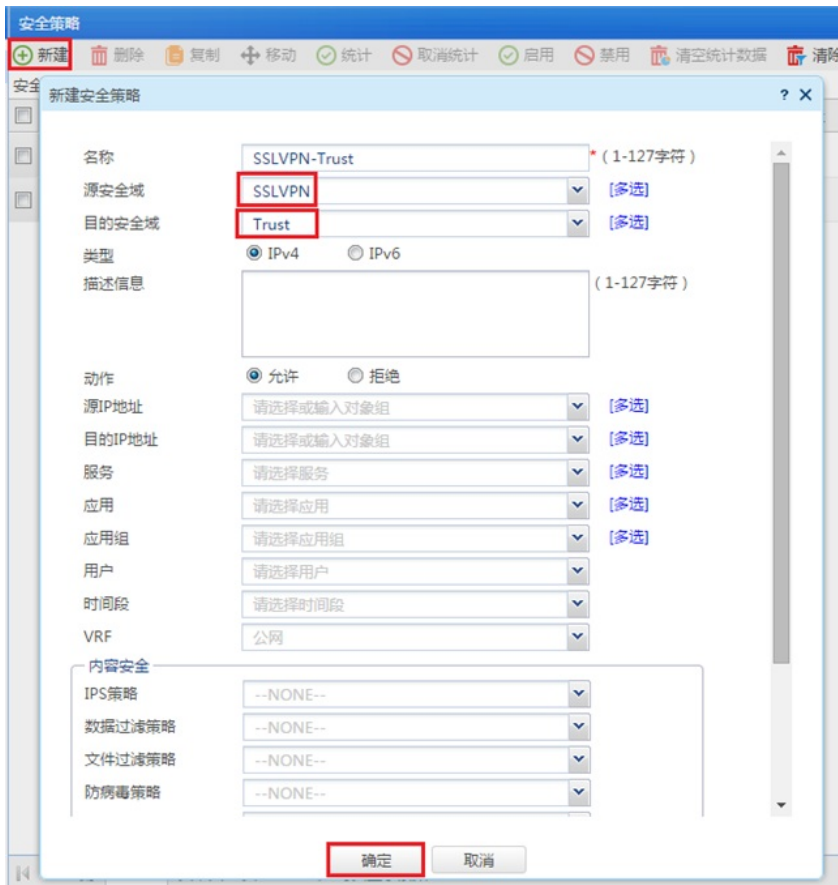 安全策略
新建 删除 复制 移动 统计 取消统计 启用 禁用 清空统计数据 清除
安全
新建安全策略 ? X
名称 SSLVPN-Trust * (1-127字符)
源安全域 SSLVPN [多选]
目的安全域 Trust [多选]
类型 IPv4 IPv6
描述信息 (1-127字符)
动作 允许 拒绝
源IP地址 请选择或输入对象组 [多选]
目的IP地址 请选择或输入对象组 [多选]
服务 请选择服务 [多选]
应用 请选择应用 [多选]
应用组 请选择应用组 [多选]
用户 请选择用户
时间段 请选择时间段
VRF 公网
内容安全
IPS策略 --NONE--
数据过滤策略 --NONE--
文件过滤策略 --NONE--
防病毒策略 --NONE--
确定 取消